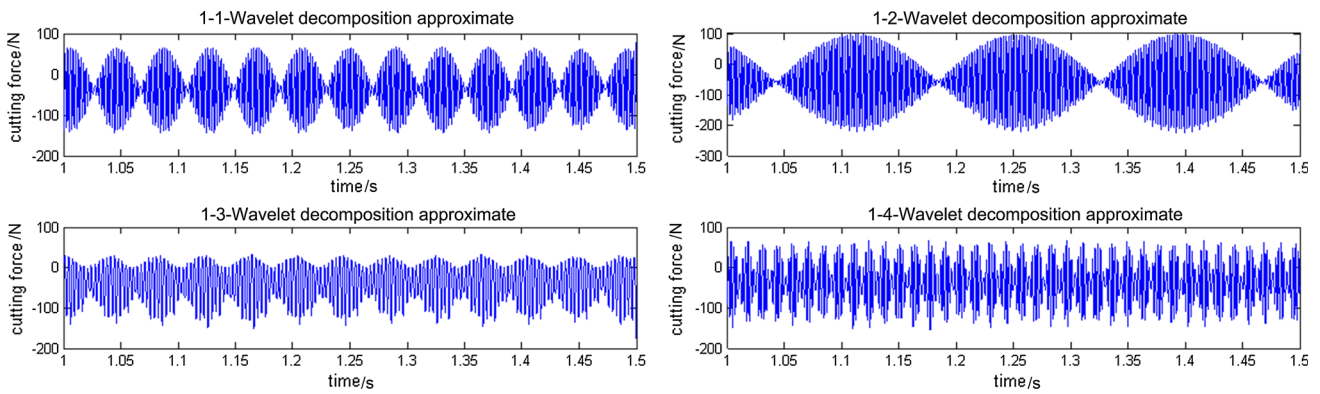 1-1-Wavelet decomposition approximate
cutting force/N
100
0
-100
-200
1 1.05 1.1 1.15 1.2 1.25 1.3 1.35 1.4 1.45 1.5
time/s
1-2-Wavelet decomposition approximate
cutting force/N
100
0
-100
-200
-300
1 1.05 1.1 1.15 1.2 1.25 1.3 1.35 1.4 1.45 1.5
time/s
1-3-Wavelet decomposition approximate
cutting force/N
100
0
-100
-200
1 1.05 1.1 1.15 1.2 1.25 1.3 1.35 1.4 1.45 1.5
time/s
1-4-Wavelet decomposition approximate
cutting force/N
100
0
-100
-200
1 1.05 1.1 1.15 1.2 1.25 1.3 1.35 1.4 1.45 1.5
time/s